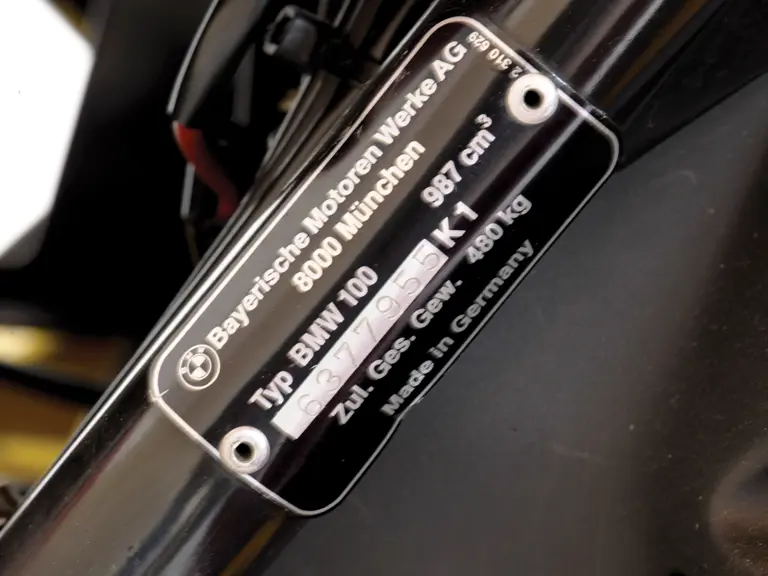 2 310 629
Bayerische Motoren Werke AG
8000 München
Typ BMW 100 987 cm³
6377955 K1
Zul. Ges. Gew. 480 kg
Made in Germany